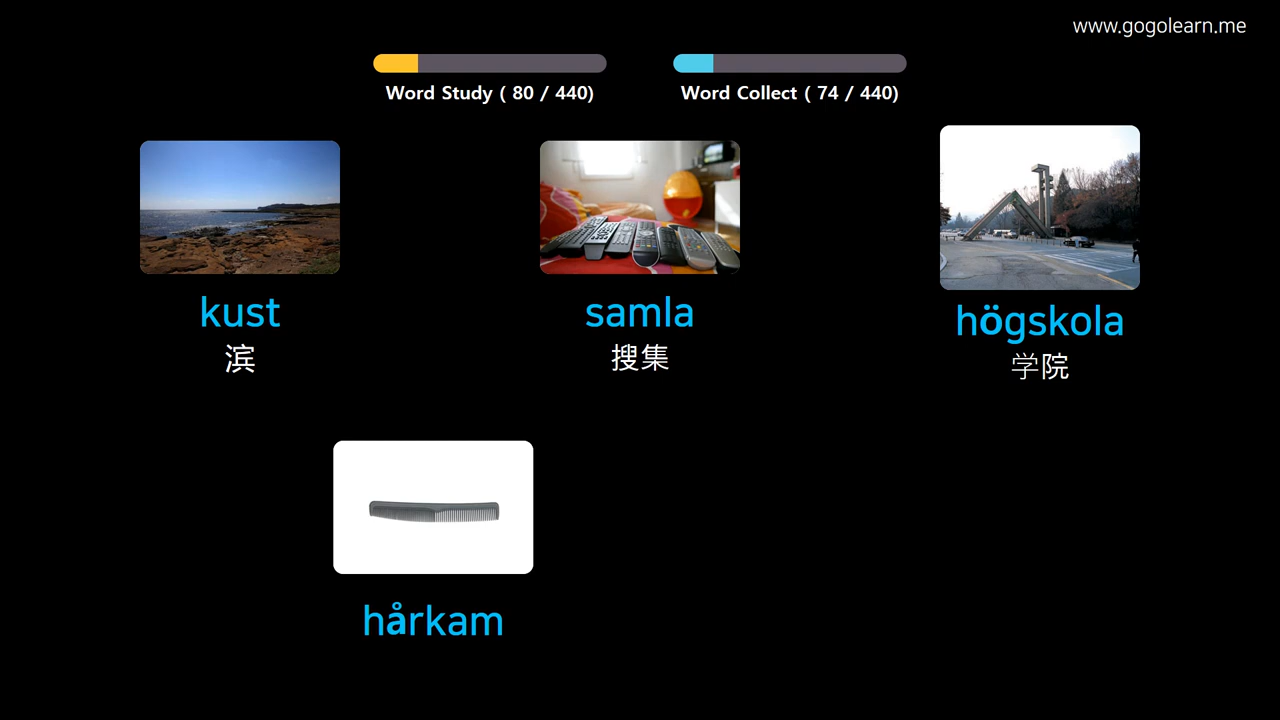 www.gogolearn.me
Word Study ( 80 / 440)
Word Collect ( 74 / 440)
kust
滨
samla
搜集
högskola
学院
hårkam